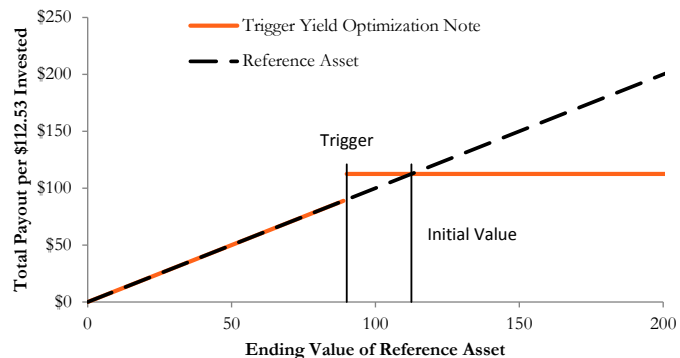 $250
Trigger Yield Optimization Note
Reference Asset
$200
$150
Trigger
$100
Initial Value
$50
$0
Total Payout per $112.53 Invested
0
50
100
150
200
Ending Value of Reference Asset